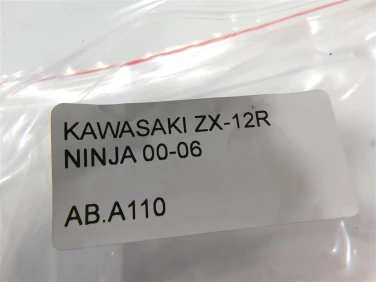 KAWASAKI ZX-12R
NINJA 00-06
AB.A110